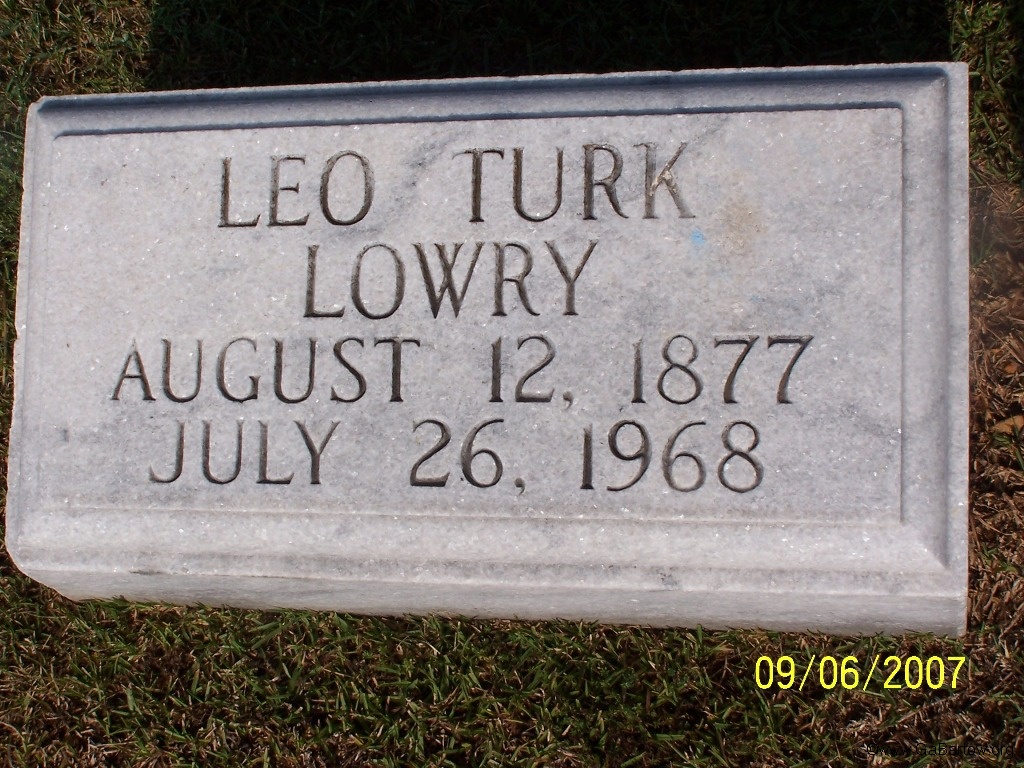 LEO TURK
LOWRY
AUGUST 12, 1877
JULY 26, 1968
09/06/2007